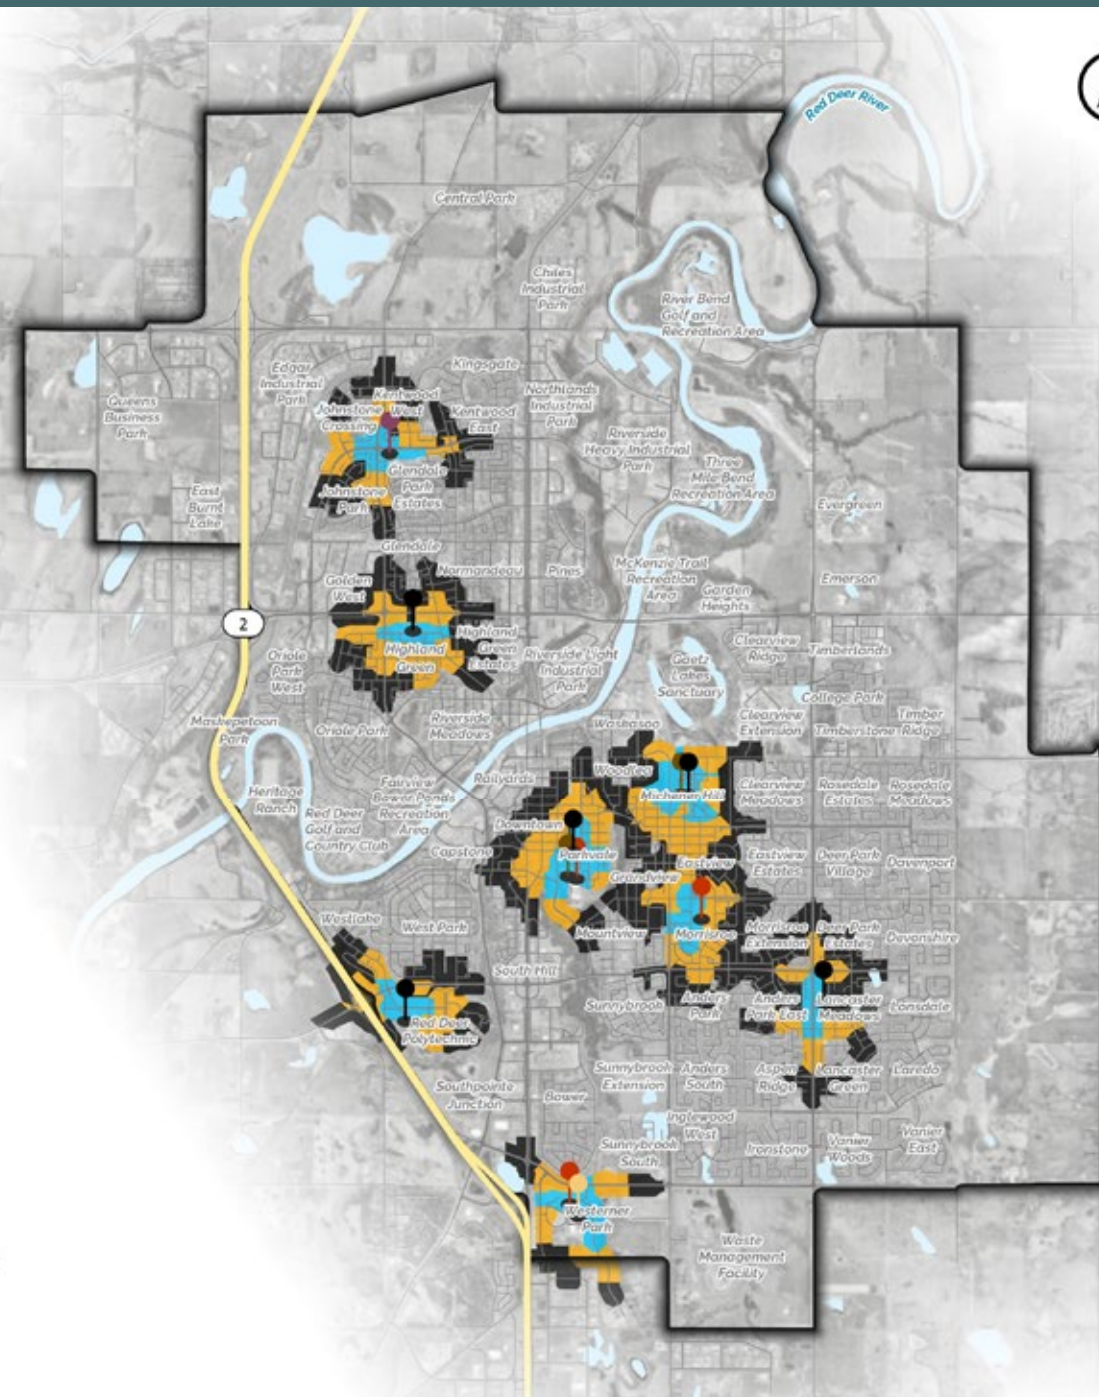 Red Deer River
Central Park
Chiles
Industrial
Park
River Bend
Golf and
Recreation Area
Edgar
Industrial
Park
Kingsgate
Queens
Business
Park
Kentwood
West
Johnstone
Crossing
Kentwood
East
Northlands
Industrial
Park
Riverside
Heavy Industrial
Park
Three
Mile Bend
Recreation Area
Glendale
Park
Estates
Johnstone
Park
East
Burnt
Lake
Evergreen
Glendale
Normandeau
Pines
McKenzie Trail
Recreation
Area
Golden
West
Garden
Heights
Emerson
2
Highland
Green
Estates
Highland
Green
Oriole
Park
West
Riverside Light
Industrial
Park
Gaetz
Lakes
Sanctuary
Clearview
Ridge
Timberlands
College Park
Maskepetoon
Park
Oriole Park
Riverside
Meadows
Waskasoo
Clearview
Extension
Timberstone
Timber
Ridge
Heritage
Ranch
Fairview
Bower Ponds
Recreation
Area
Railyards
Woodlea
Michener Hill
Clearview
Meadows
Rosedale
Estates
Rosedale
Meadows
Red Deer
Golf and
Country Club
Downtown
Capstone
Parkvale
Grandview
Eastview
Eastview
Estates
Deer Park
Village
Davenport
Westlake
West Park
Mountview
Morrisroe
Morrisroe
Extension
Deer Park
Estates
Devonshire
South Hill
Sunnybrook
Anders
Park
Anders
Park East
Lancaster
Meadows
Lonsdale
Red Deer
Polytechnic
Sunnybrook
Extension
Anders
South
Aspen
Ridge
Lancaster
Green
Laredo
Southpointe
Junction
Bower
Inglewood
West
Sunnybrook
South
Ironstone
Vanier
Woods
Vanier
East
Westerner
Park
Waste
Management
Facility